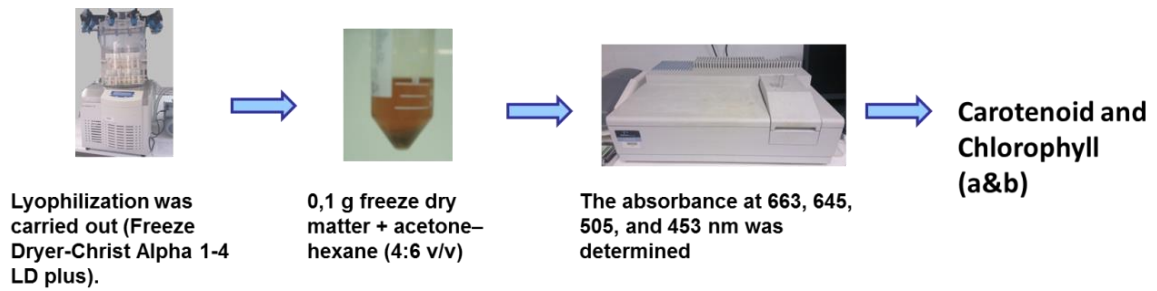 Lyophilization was
carried out (Freeze
Dryer-Christ Alpha 1-4
LD plus).
0,1 g freeze dry
matter + acetone–
hexane (4:6 v/v)
The absorbance at 663, 645,
505, and 453 nm was
determined
Carotenoid and
Chlorophyll
(a&b)